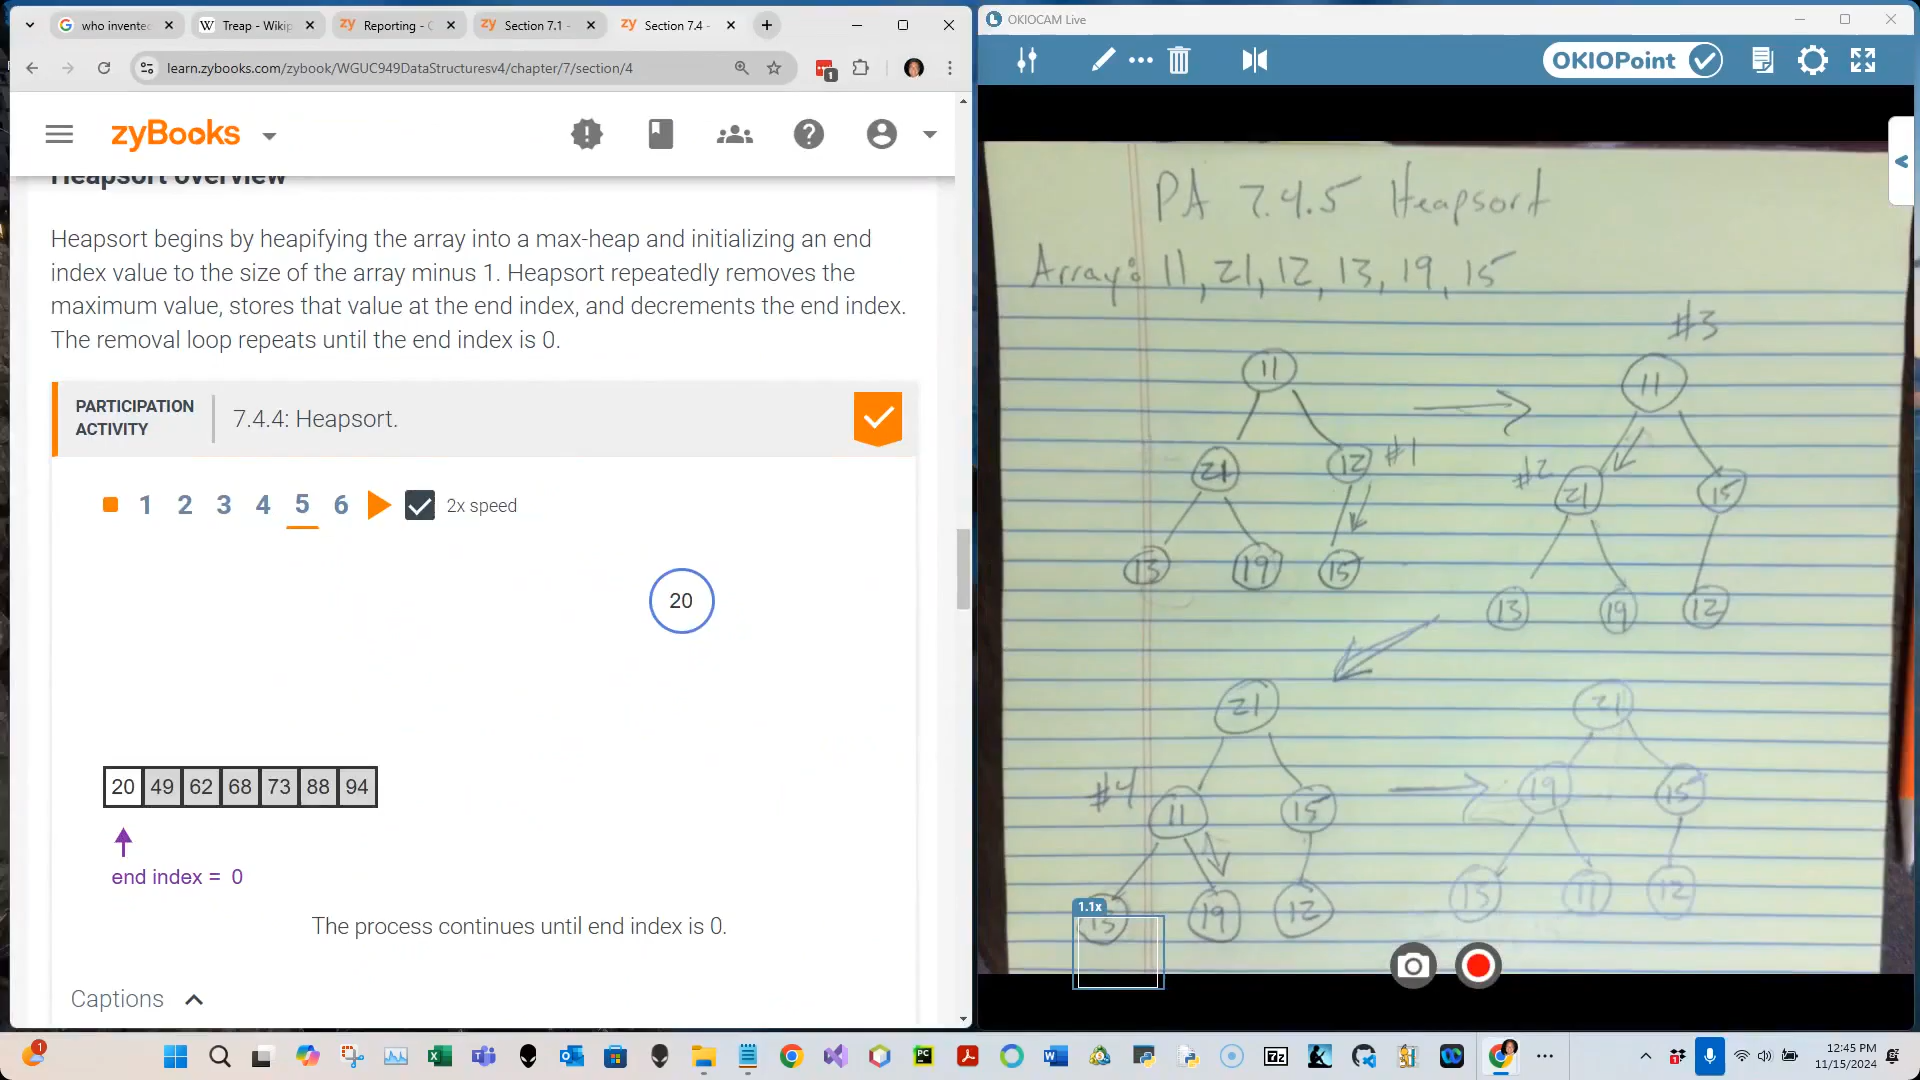 who invente
Treap - Wikip
Reporting - C
Section 7.1 -
Section 7.4 -
learn.zybooks.com/zybook/WGUC949DataStructuresv4/chapter/7/section/4
1
zyBooks
Heapsort overview
Heapsort begins by heapifying the array into a max-heap and initializing an end
index value to the size of the array minus 1. Heapsort repeatedly removes the
maximum value, stores that value at the end index, and decrements the end index.
The removal loop repeats until the end index is 0.
PARTICIPATION
ACTIVITY
7.4.4: Heapsort.
1 2 3 4 5 6
2x speed
20
20 49 62 68 73 88 94
end index = 0
The process continues until end index is 0.
Captions
OKIOCAM Live
OKIOPoint
PA 7.4.5 Heapsort
Array: 11, 21, 12, 13, 19, 15
#3
11
21 12 #1
13 19 15
11
#2 21 15
13 19 12
21
#4 11 15
13 19 12
21
19 15
13 11 12
1.1x
12:45 PM
11/15/2024